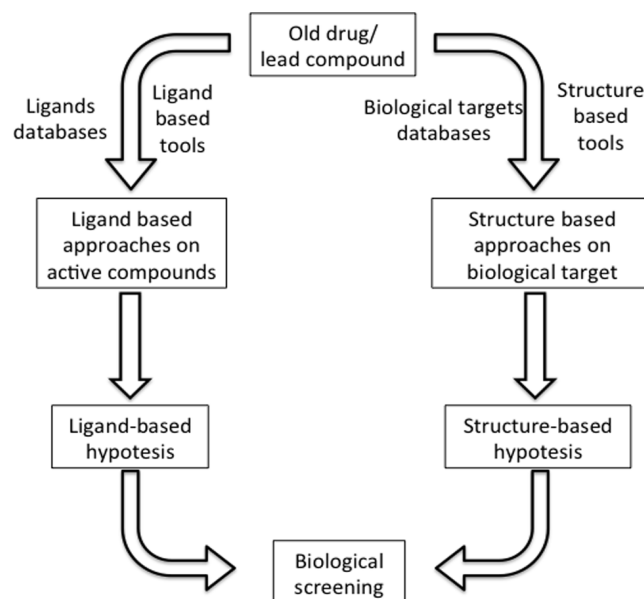 Old drug/
lead compound
Ligands
databases
Ligand
based
tools
Biological targets
databases
Structure
based
tools
Ligand based
approaches on
active compounds
Structure based
approaches on
biological target
Ligand-based
hypotesis
Structure-based
hypotesis
Biological
screening